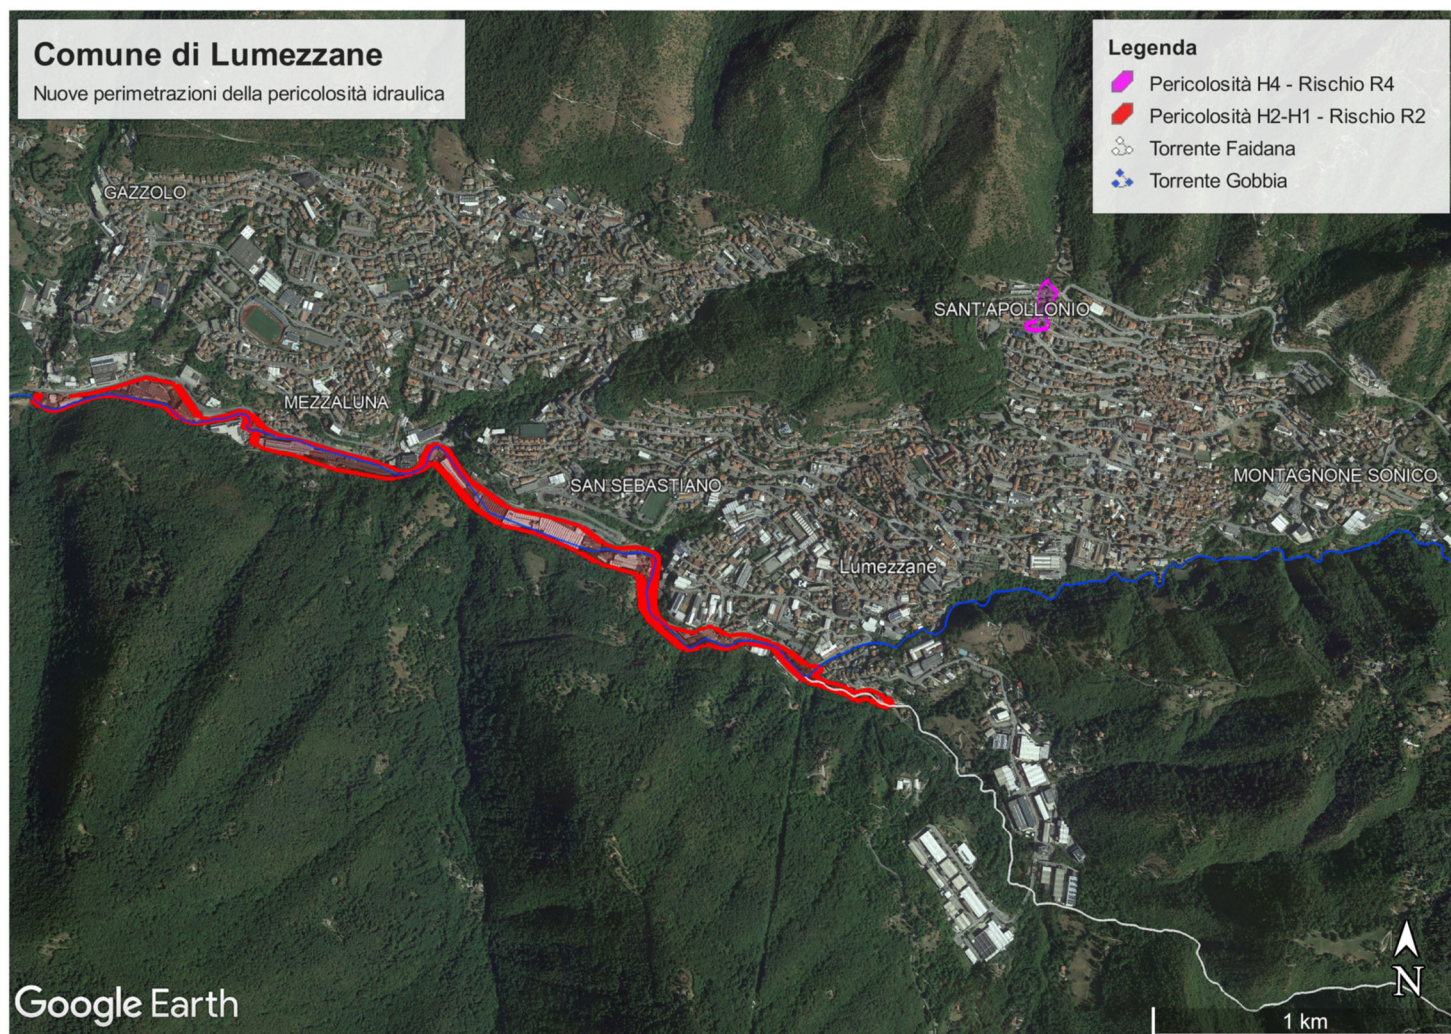 Comune di Lumezzane
Nuove perimetrazioni della pericolosità idraulica
Legenda
Pericolosità H4 - Rischio R4
Pericolosità H2-H1 - Rischio R2
Torrente Faidana
Torrente Gobbia
GAZZOLO
SANT'APOLLONIO
MEZZALUNA
SAN SEBASTIANO
MONTAGNONE SONICO
Lumezzane
N
Google Earth
1 km